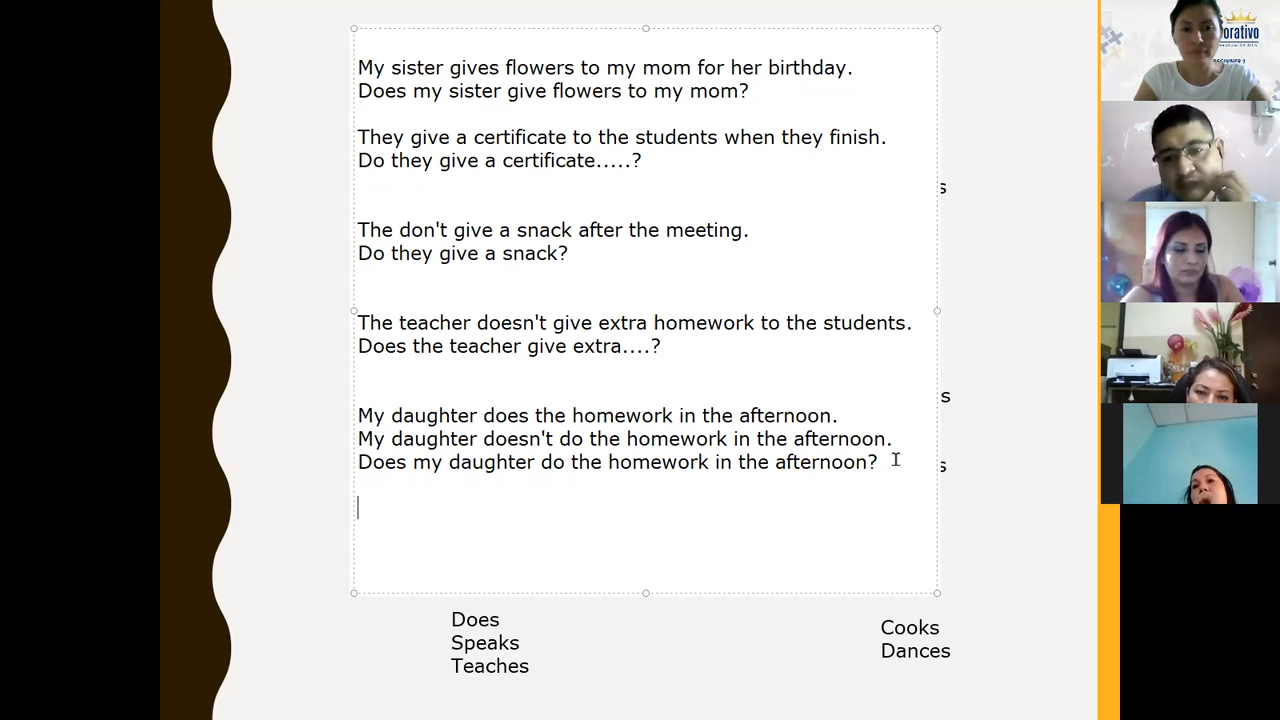 My sister gives flowers to my mom for her birthday.
Does my sister give flowers to my mom?
They give a certificate to the students when they finish.
Do they give a certificate.....?
The don't give a snack after the meeting.
Do they give a snack?
The teacher doesn't give extra homework to the students.
Does the teacher give extra....?
My daughter does the homework in the afternoon.
My daughter doesn't do the homework in the afternoon.
Does my daughter do the homework in the afternoon?
s
s
s
Does
Speaks
Teaches
Cooks
Dances
orativo
BEGINNER 1